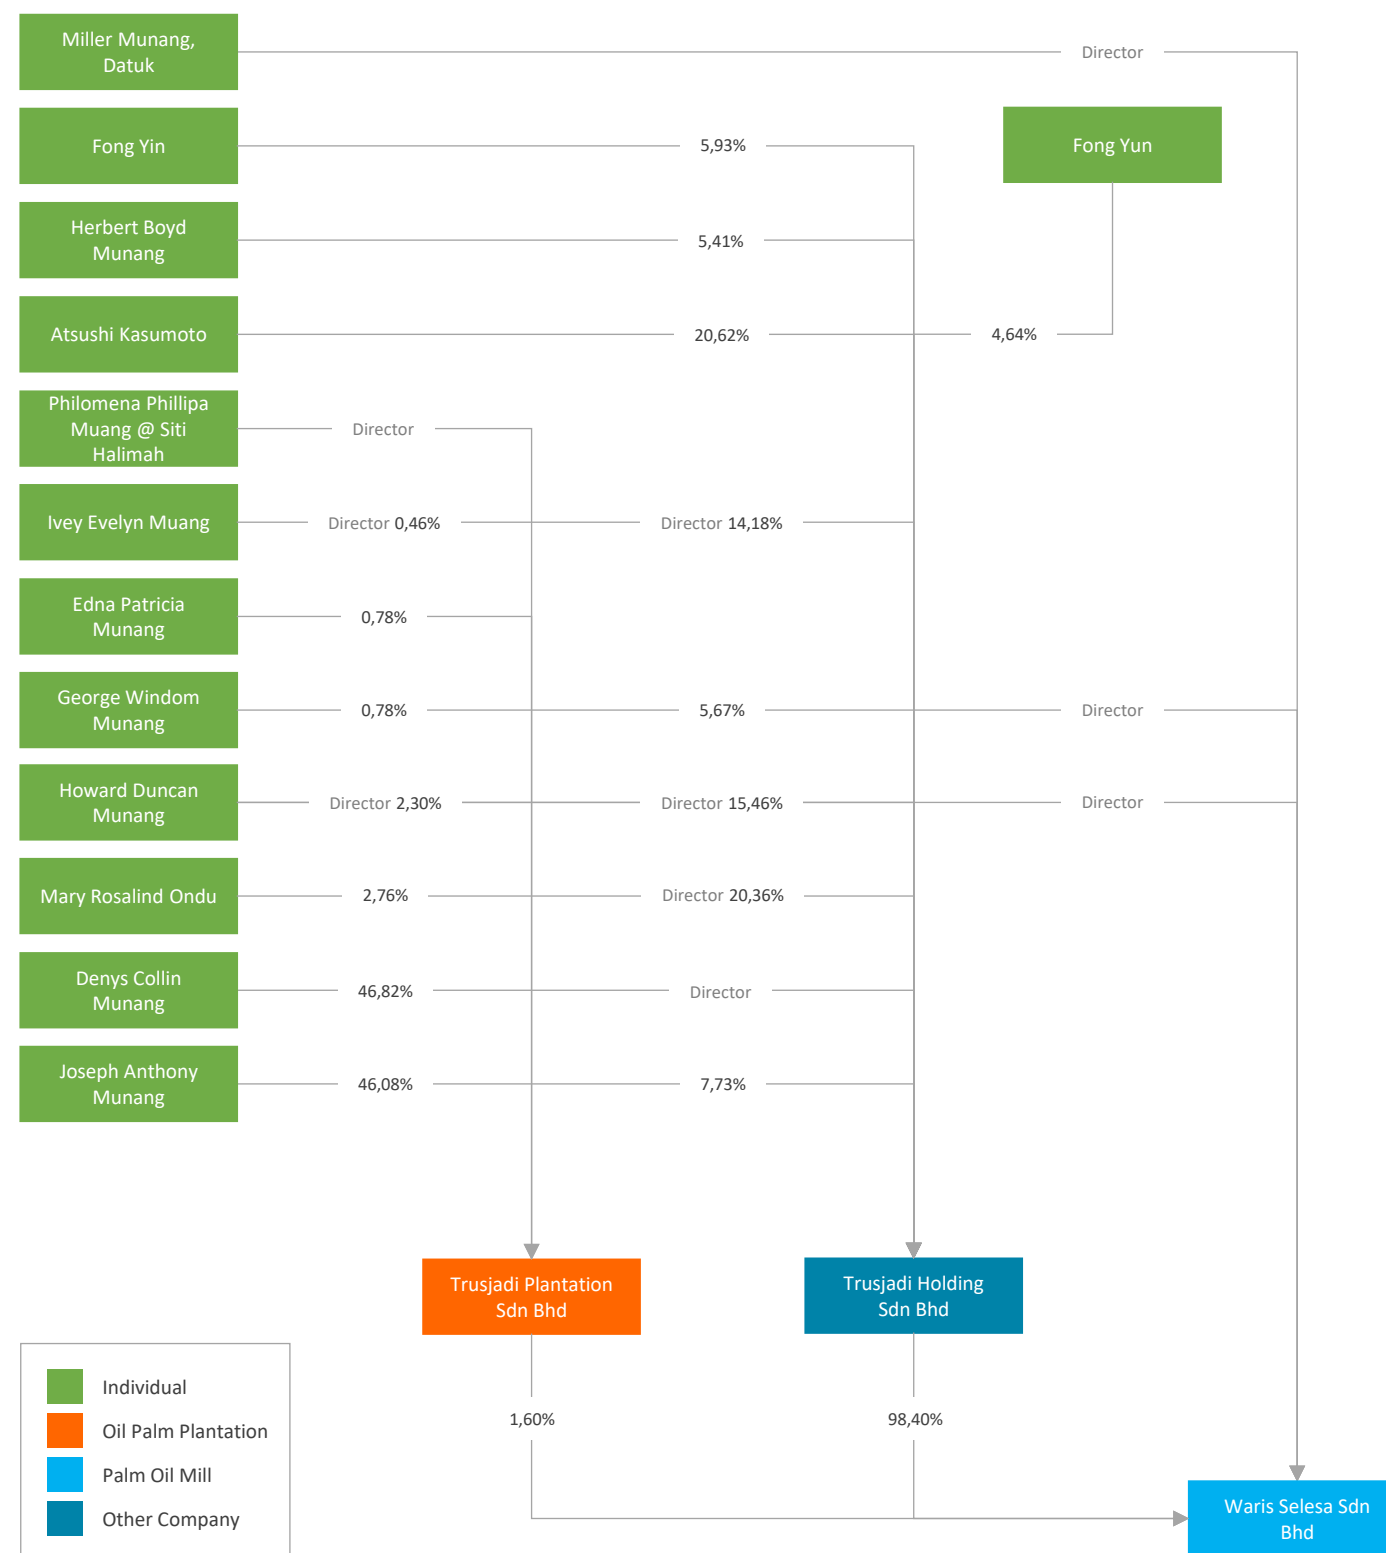 Miller Munang,
Datuk
Director
Fong Yin
5,93%
Fong Yun
Herbert Boyd
Munang
5,41%
Atsushi Kasumoto
20,62%
4,64%
Philomena Phillipa
Muang @ Siti
Halimah
Director
Ivey Evelyn Muang
Director 0,46%
Director 14,18%
Edna Patricia
Munang
0,78%
George Windom
Munang
0,78%
5,67%
Director
Howard Duncan
Munang
Director 2,30%
Director 15,46%
Director
Mary Rosalind Ondu
2,76%
Director 20,36%
Denys Collin
Munang
46,82%
Director
Joseph Anthony
Munang
46,08%
7,73%
Trusjadi Plantation
Sdn Bhd
Trusjadi Holding
Sdn Bhd
1,60%
98,40%
Waris Selesa Sdn
Bhd
Individual
Oil Palm Plantation
Palm Oil Mill
Other Company